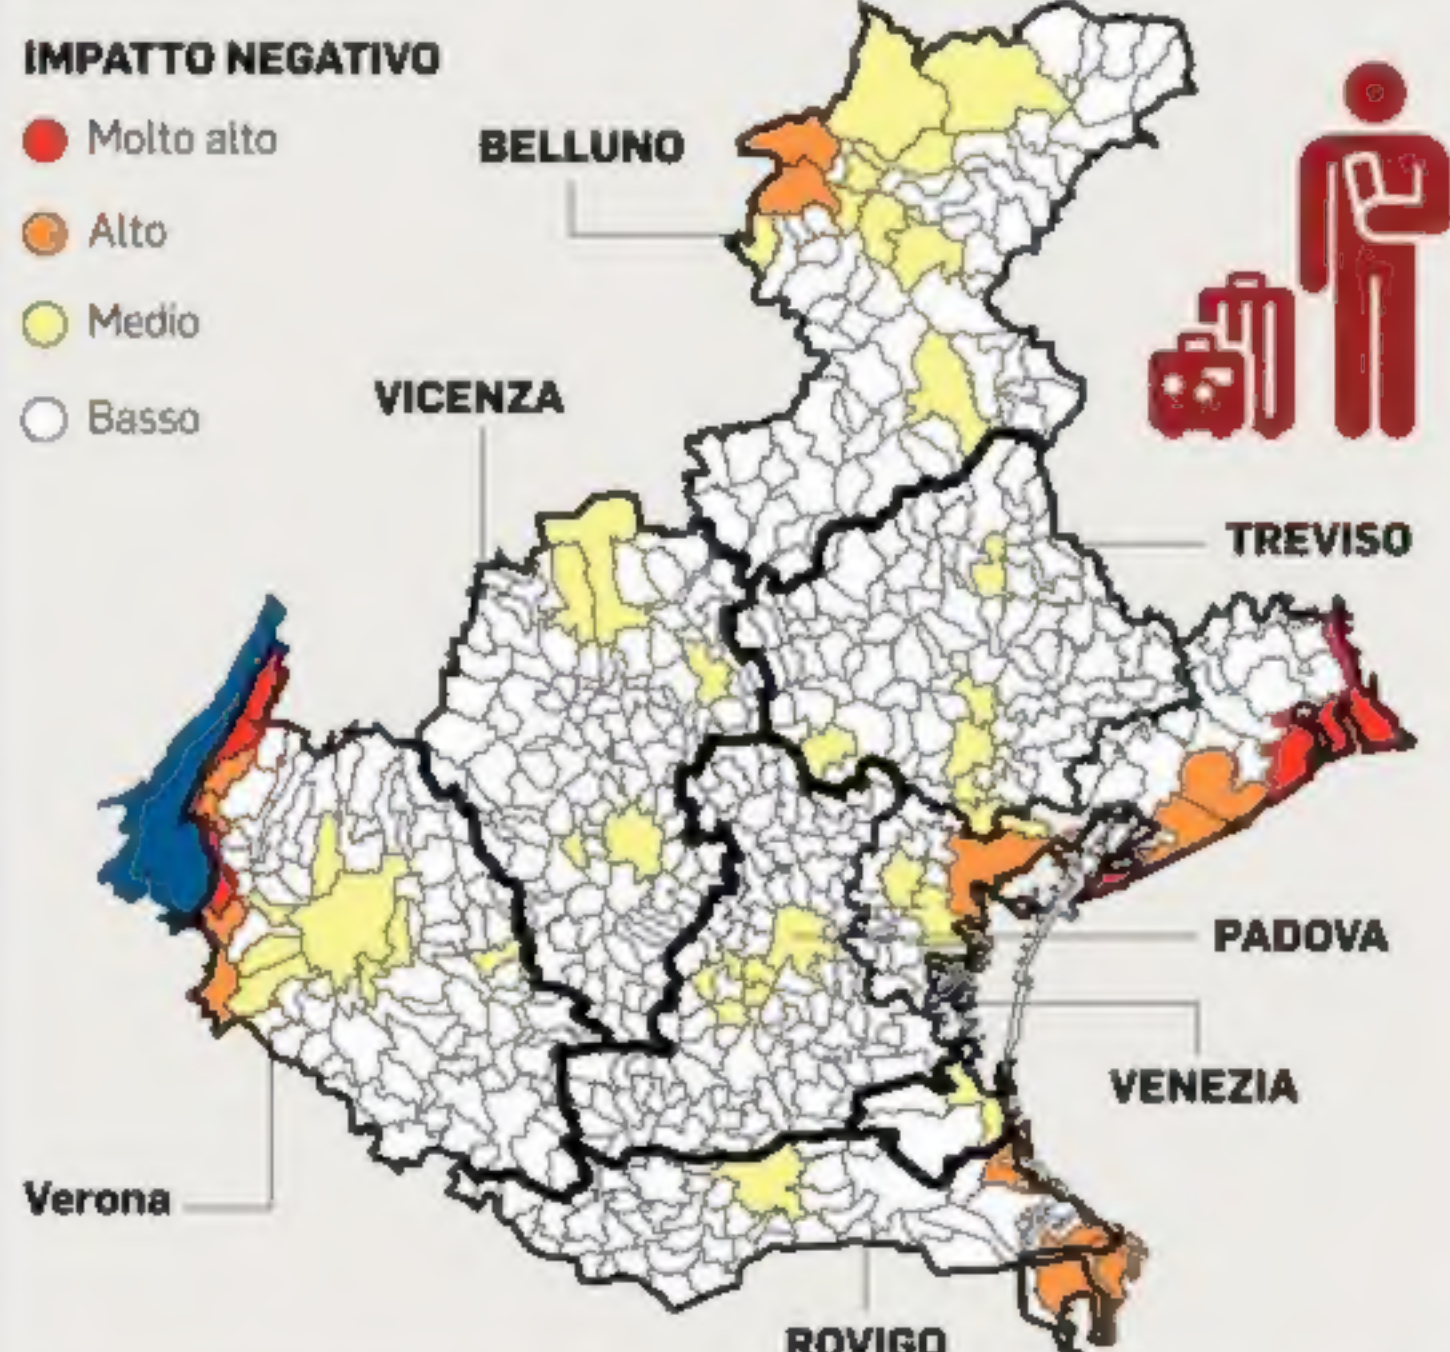 IMPATTO NEGATIVO
Molto alto
Alto
Medio
Basso
BELLUNO
VICENZA
TREVISO
PADOVA
VENEZIA
Verona
ROVIGO